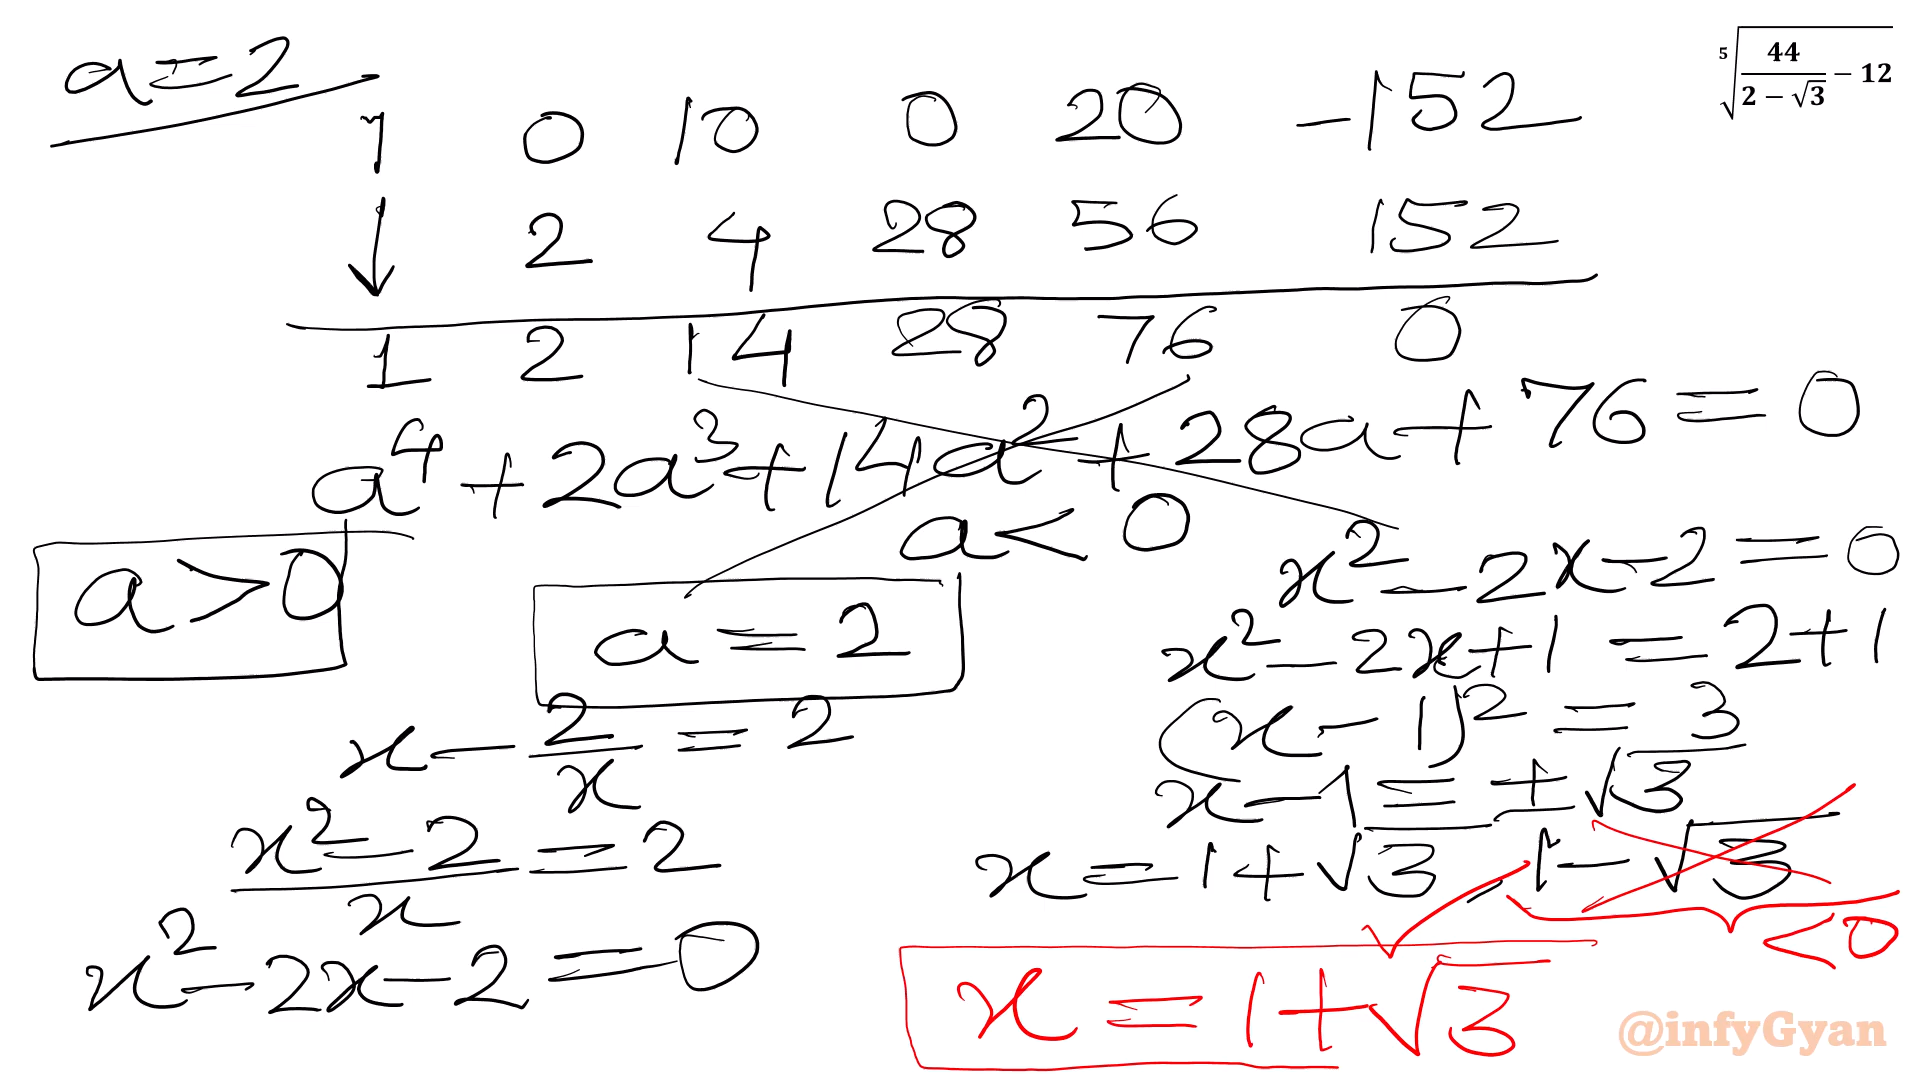 a=2
⁵√(44/(2−√3) − 12)
1 0 10 0 20 −152
↓ 2 4 28 56 152
1 2 14 28 76 0
a⁴+2a³+14a²+28a+76=0
a>0
a<0
a=2
x−2/x=2
(x²−2)/x=2
x²−2x−2=0
x²−2x−2=0
x²−2x+1=2+1
(x−1)²=3
x−1=±√3
x=1+√3, 1−√3
<0
x=1+√3
@infyGyan